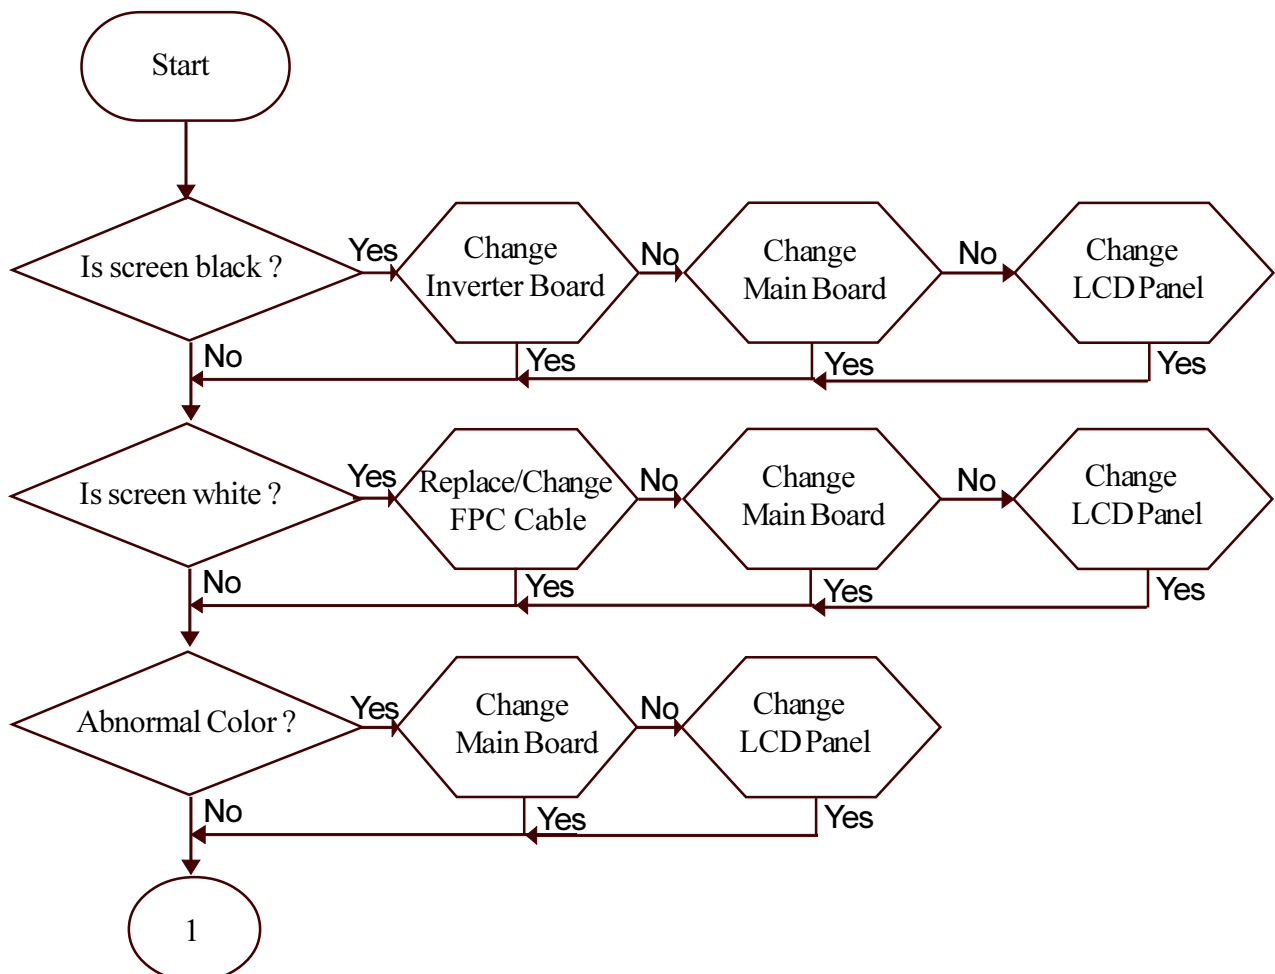 Start
Is screen black ?
Yes
Change
Inverter Board
No
Change
Main Board
No
Change
LCD Panel
No
Yes
Yes
Yes
Is screen white ?
Yes
Replace/Change
FPC Cable
No
Change
Main Board
No
Change
LCD Panel
No
Yes
Yes
Yes
Abnormal Color ?
Yes
Change
Main Board
No
Change
LCD Panel
No
Yes
Yes
1